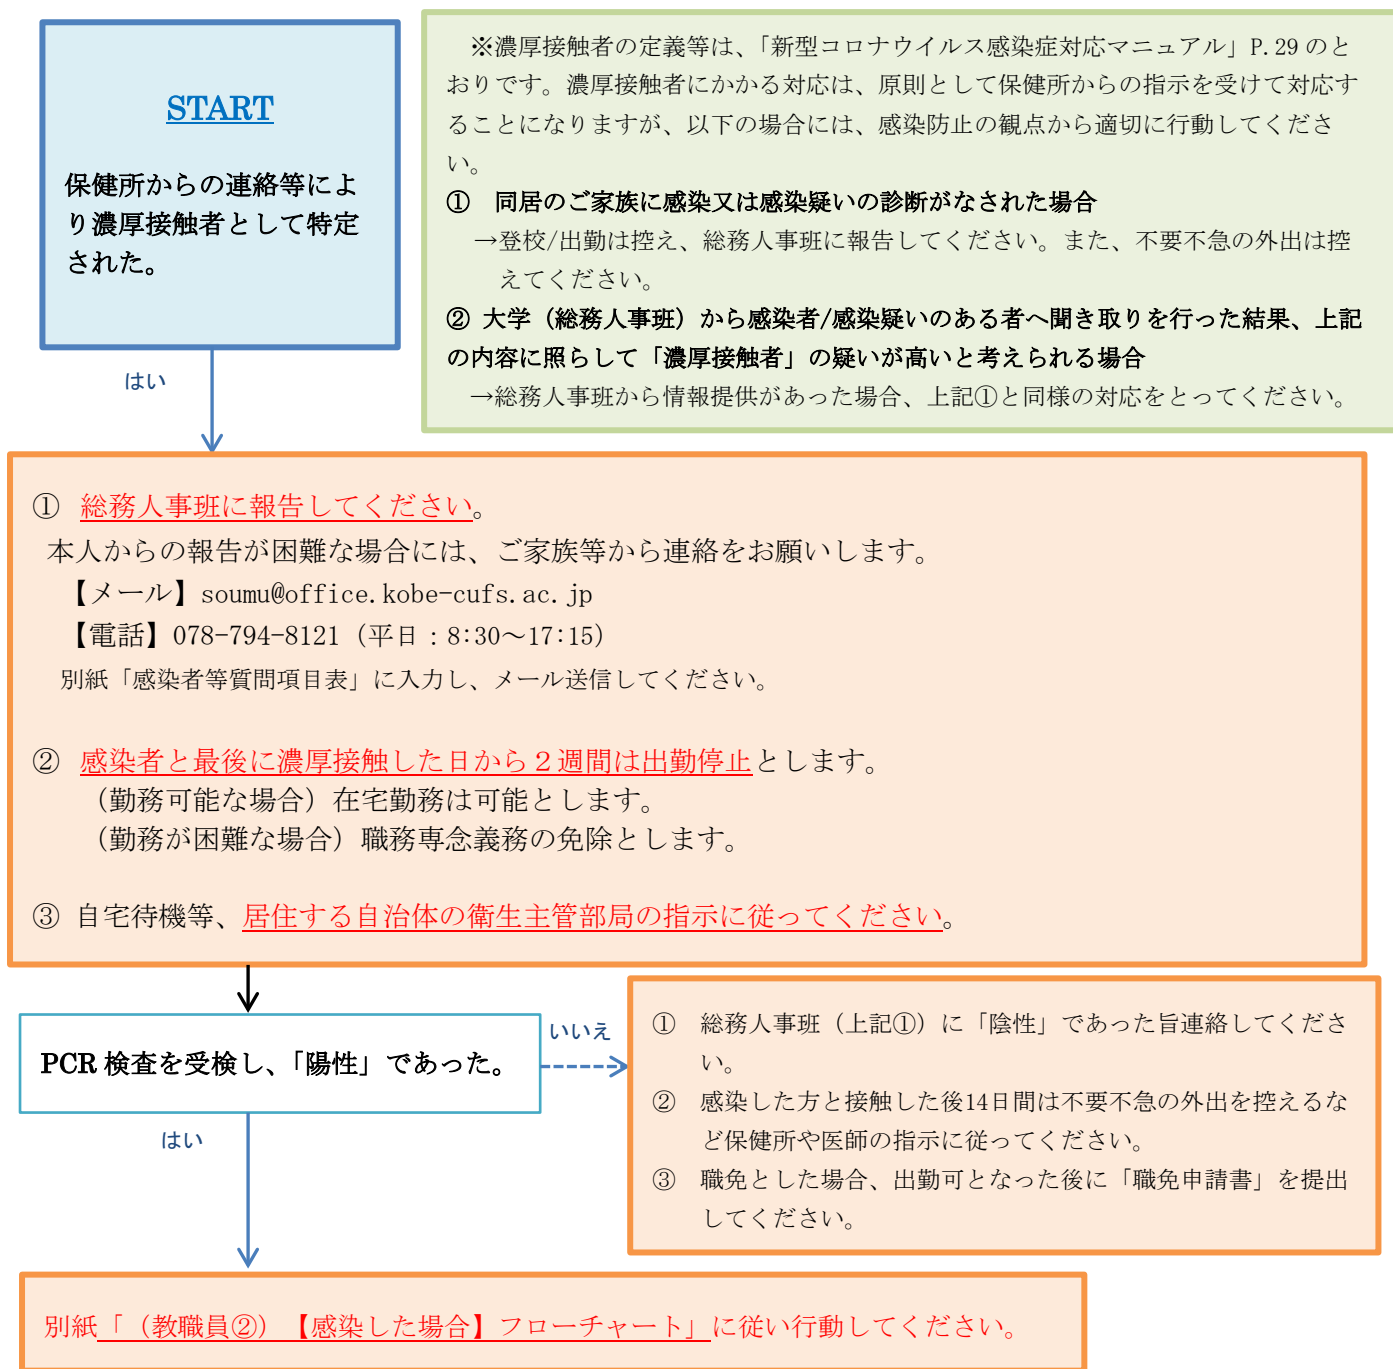 START
保健所からの連絡等によ
り濃厚接触者として特定
された。
※濃厚接触者の定義等は、「新型コロナウイルス感染症対応マニュアル」P.29 のと
おりです。濃厚接触者にかかる対応は、原則として保健所からの指示を受けて対応す
ることになりますが、以下の場合には、感染防止の観点から適切に行動してくださ
い。
① 同居のご家族に感染又は感染疑いの診断がなされた場合
→登校/出勤は控え、総務人事班に報告してください。また、不要不急の外出は控
えてください。
② 大学（総務人事班）から感染者/感染疑いのある者へ聞き取りを行った結果、上記
の内容に照らして「濃厚接触者」の疑いが高いと考えられる場合
→総務人事班から情報提供があった場合、上記①と同様の対応をとってください。
はい
① 総務人事班に報告してください。
本人からの報告が困難な場合には、ご家族等から連絡をお願いします。
【メール】soumu@office.kobe-cufs.ac.jp
【電話】078-794-8121（平日：8:30～17:15）
別紙「感染者等質問項目表」に入力し、メール送信してください。
② 感染者と最後に濃厚接触した日から２週間は出勤停止とします。
（勤務可能な場合）在宅勤務は可能とします。
（勤務が困難な場合）職務専念義務の免除とします。
③ 自宅待機等、居住する自治体の衛生主管部局の指示に従ってください。
PCR 検査を受検し、「陽性」であった。
いいえ
① 総務人事班（上記①）に「陰性」であった旨連絡してくださ
い。
② 感染した方と接触した後14日間は不要不急の外出を控えるな
ど保健所や医師の指示に従ってください。
③ 職免とした場合、出勤可となった後に「職免申請書」を提出
してください。
はい
別紙「（教職員②）【感染した場合】フローチャート」に従い行動してください。